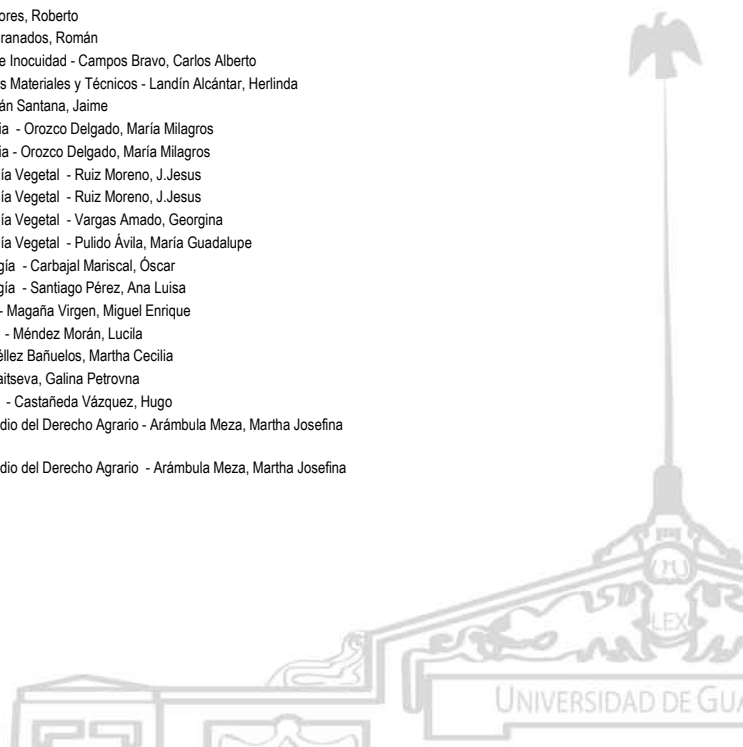 ores, Roberto
ranados, Román
e Inocuidad - Campos Bravo, Carlos Alberto
s Materiales y Técnicos - Landín Alcántar, Herlinda
án Santana, Jaime
ia - Orozco Delgado, María Milagros
ia - Orozco Delgado, María Milagros
ía Vegetal - Ruiz Moreno, J.Jesus
ía Vegetal - Ruiz Moreno, J.Jesus
ía Vegetal - Vargas Amado, Georgina
ía Vegetal - Pulido Ávila, María Guadalupe
gía - Carbajal Mariscal, Óscar
gía - Santiago Pérez, Ana Luisa
- Magaña Virgen, Miguel Enrique
- Méndez Morán, Lucila
éllez Bañuelos, Martha Cecilia
aitseva, Galina Petrovna
- Castañeda Vázquez, Hugo
dio del Derecho Agrario - Arámbula Meza, Martha Josefina
dio del Derecho Agrario - Arámbula Meza, Martha Josefina
LEX
UNIVERSIDAD DE GUA